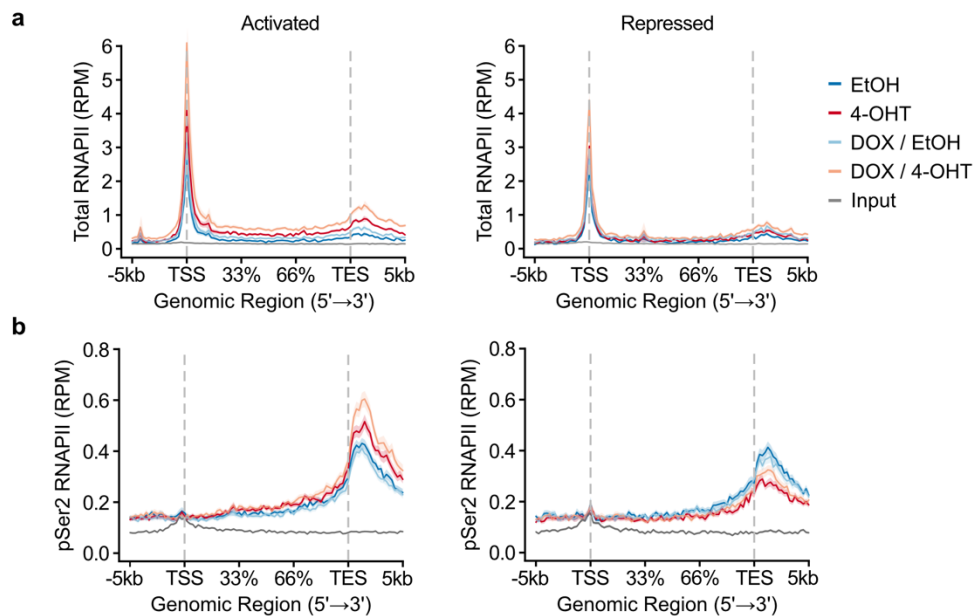 a
Activated
Repressed
Total RNAPII (RPM)
6
5
4
3
2
1
0
-5kb TSS 33% 66% TES 5kb
Genomic Region (5'→3')
Total RNAPII (RPM)
6
5
4
3
2
1
0
-5kb TSS 33% 66% TES 5kb
Genomic Region (5'→3')
EtOH
4-OHT
DOX / EtOH
DOX / 4-OHT
Input
b
pSer2 RNAPII (RPM)
0.8
0.6
0.4
0.2
0.0
-5kb TSS 33% 66% TES 5kb
Genomic Region (5'→3')
pSer2 RNAPII (RPM)
0.8
0.6
0.4
0.2
0.0
-5kb TSS 33% 66% TES 5kb
Genomic Region (5'→3')